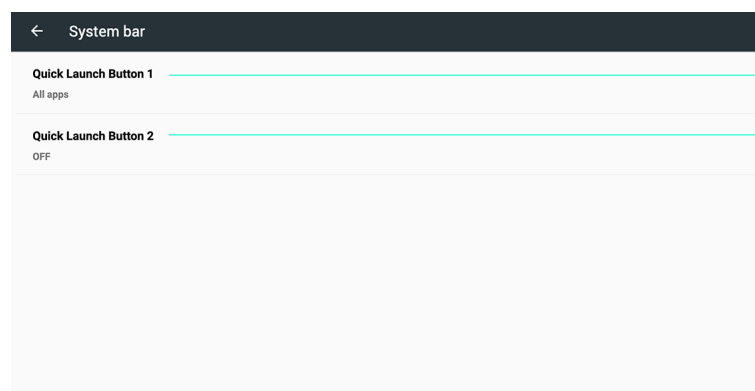 System bar
Quick Launch Button 1
All apps
Quick Launch Button 2
OFF